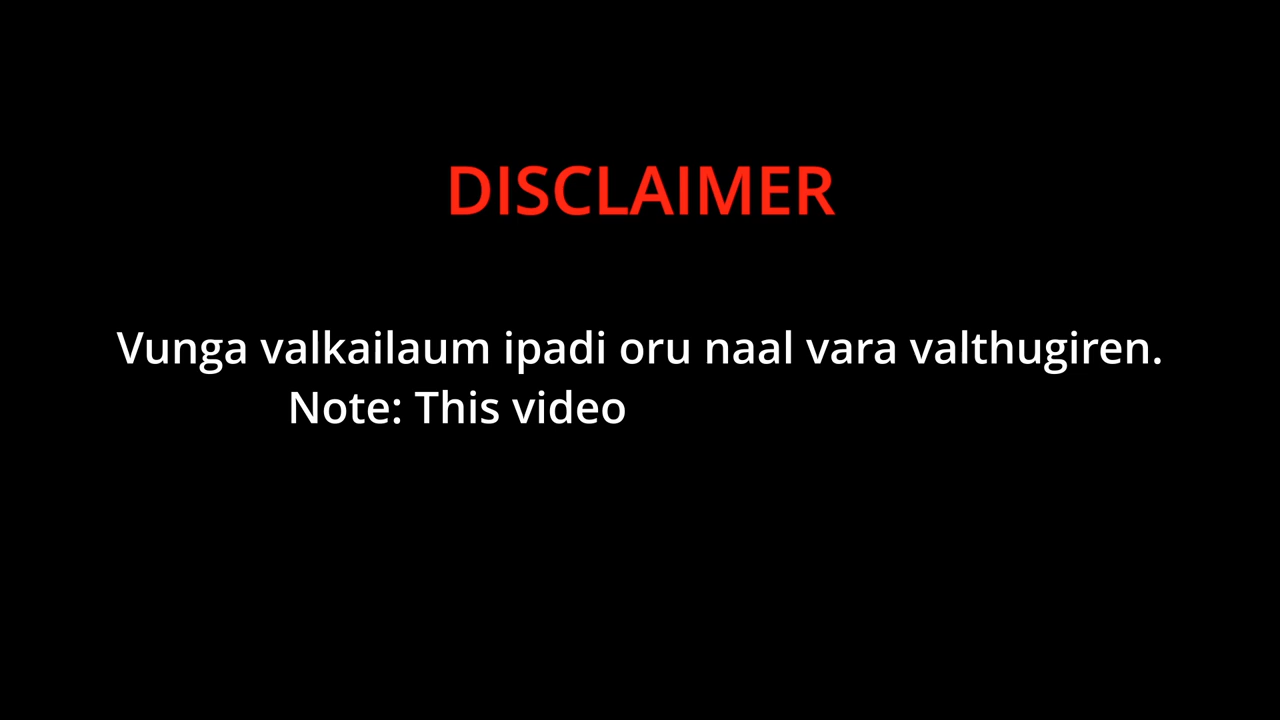 DISCLAIMER
Vunga valkailaum ipadi oru naal vara valthugiren.
Note: This video